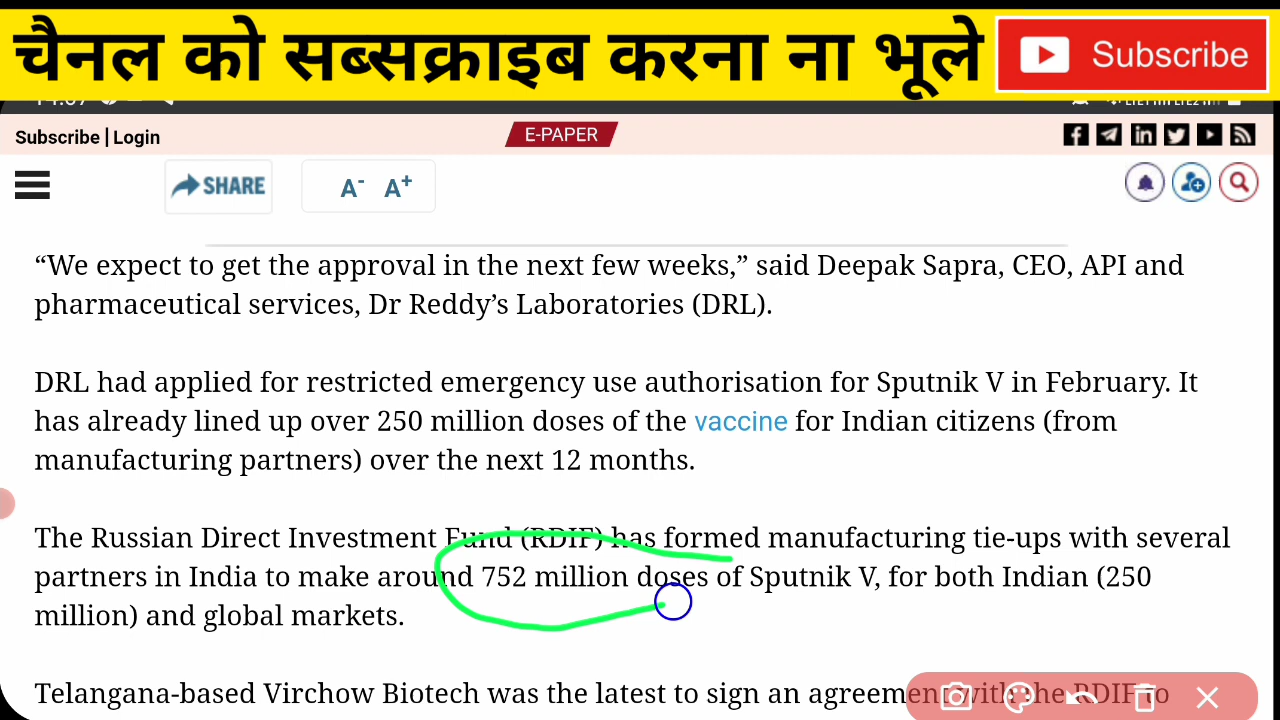 चैनल को सब्सक्राइब करना ना भूले
Subscribe
Subscribe | Login
E-PAPER
SHARE
A- A+
“We expect to get the approval in the next few weeks,” said Deepak Sapra, CEO, API and
pharmaceutical services, Dr Reddy’s Laboratories (DRL).
DRL had applied for restricted emergency use authorisation for Sputnik V in February. It
has already lined up over 250 million doses of the vaccine for Indian citizens (from
manufacturing partners) over the next 12 months.
The Russian Direct Investment Fund (RDIF) has formed manufacturing tie-ups with several
partners in India to make around 752 million doses of Sputnik V, for both Indian (250
million) and global markets.
Telangana-based Virchow Biotech was the latest to sign an agreement with the RDIF to